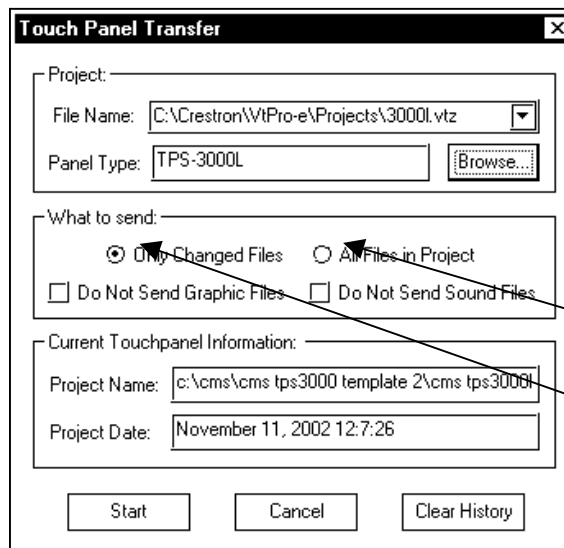 Touch Panel Transfer
Project:
File Name: C:\Crestron\VtPro-e\Projects\3000l.vtz
Panel Type: TPS-3000L Browse...
What to send:
Only Changed Files All Files in Project
Do Not Send Graphic Files Do Not Send Sound Files
Current Touchpanel Information:
Project Name: c:\cms\cms tps3000 template 2\cms tps3000l
Project Date: November 11, 2002 12:7:26
Start Cancel Clear History